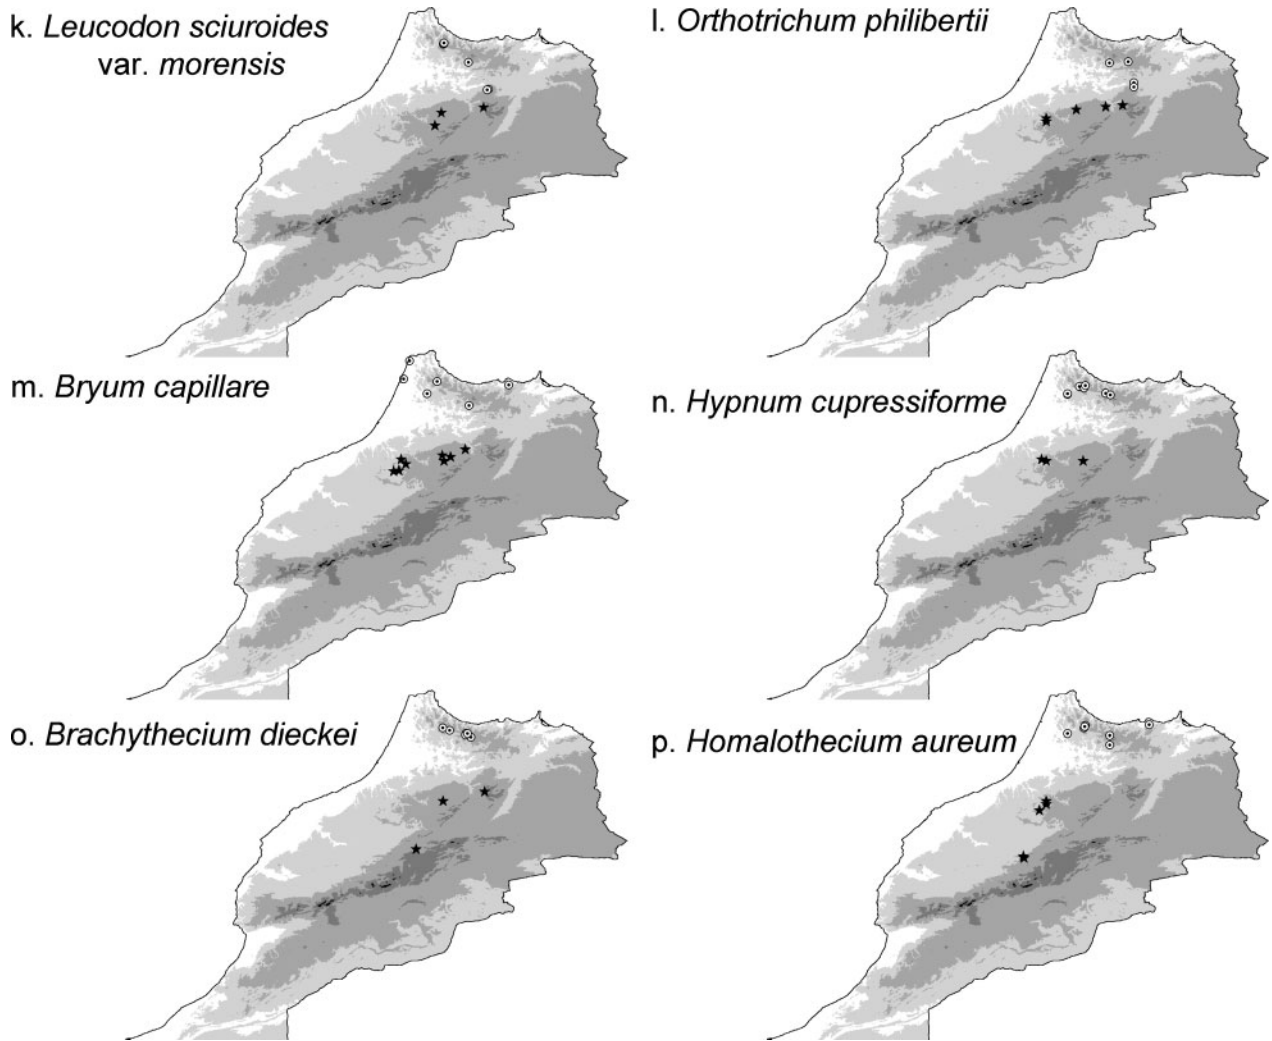 k. Leucodon sciuroides
var. morensis
l. Orthotrichum philibertii
m. Bryum capillare
n. Hypnum cupressiforme
o. Brachythecium dieckei
p. Homalothecium aureum